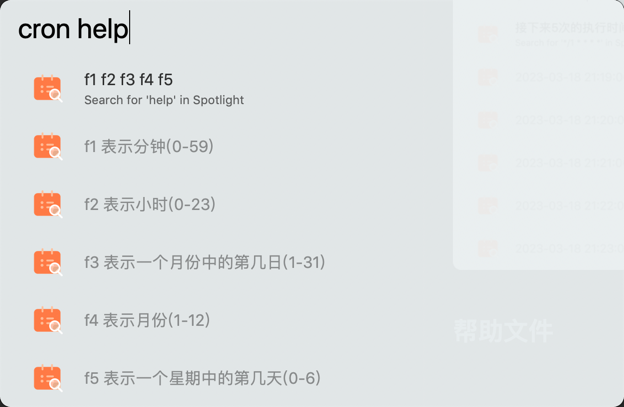 cron help
f1 f2 f3 f4 f5
Search for 'help' in Spotlight
f1 表示分钟(0-59)
f2 表示小时(0-23)
f3 表示一个月份中的第几日(1-31)
f4 表示月份(1-12)
f5 表示一个星期中的第几天(0-6)
帮助文件